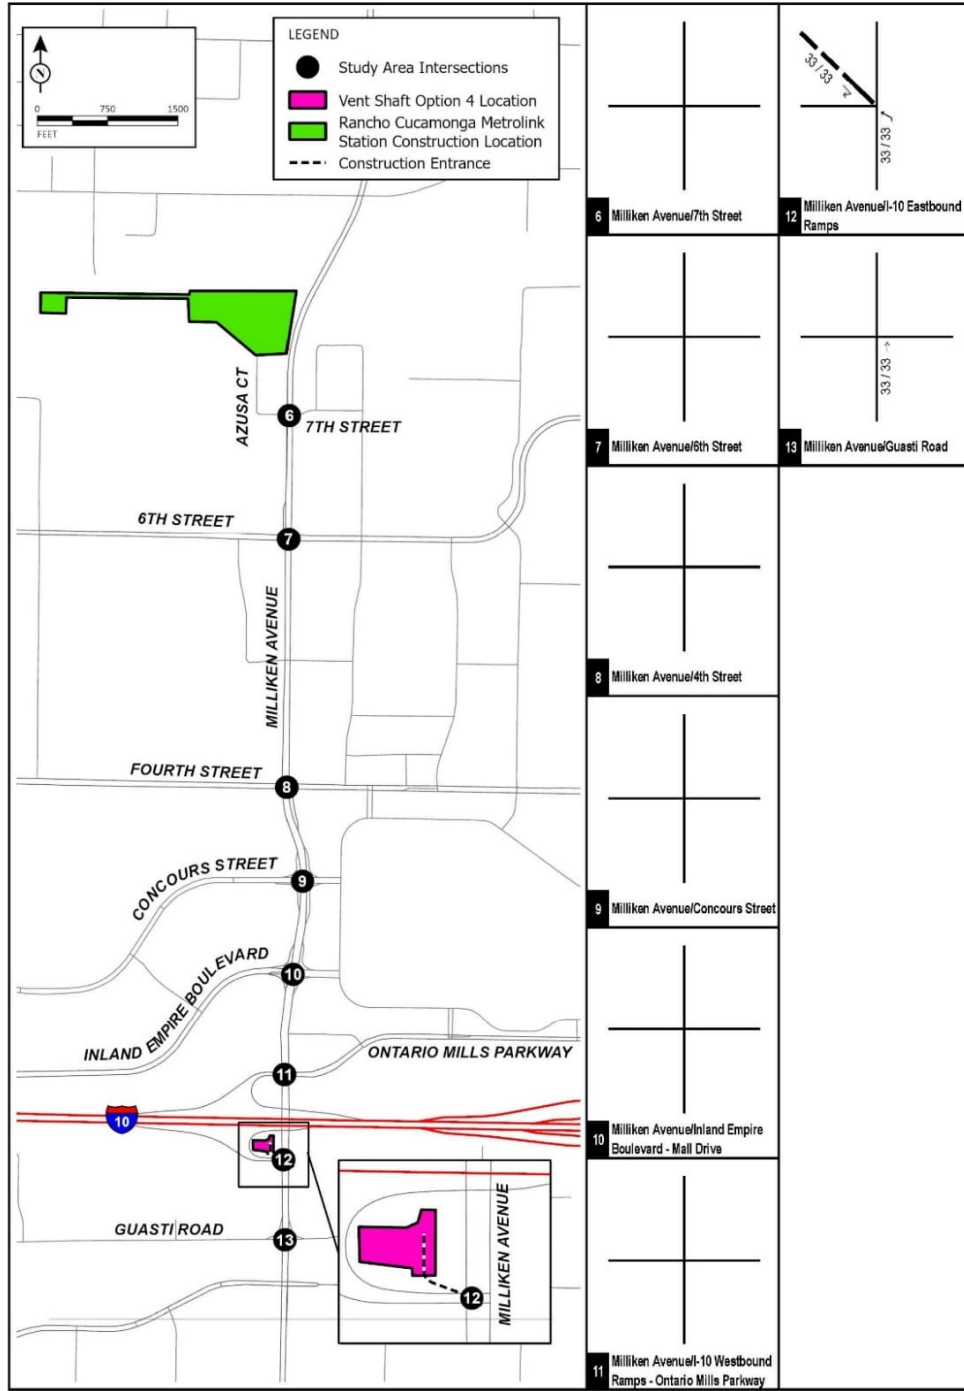 N
0 750 1500
FEET
LEGEND
Study Area Intersections
Vent Shaft Option 4 Location
Rancho Cucamonga Metrolink
Station Construction Location
Construction Entrance
AZUSA CT
6
7TH STREET
6TH STREET
7
MILLIKEN AVENUE
FOURTH STREET
8
CONCOURS STREET
9
INLAND EMPIRE BOULEVARD
10
ONTARIO MILLS PARKWAY
11
10
12
GUASTI ROAD
13
MILLIKEN AVENUE
12
6 Milliken Avenue/7th Street
7 Milliken Avenue/6th Street
8 Milliken Avenue/4th Street
9 Milliken Avenue/Concours Street
10 Milliken Avenue/Inland Empire
Boulevard - Mall Drive
11 Milliken Avenue/I-10 Westbound
Ramps - Ontario Mills Parkway
33 / 33
33 / 33
12 Milliken Avenue/I-10 Eastbound
Ramps
33 / 33
13 Milliken Avenue/Guasti Road